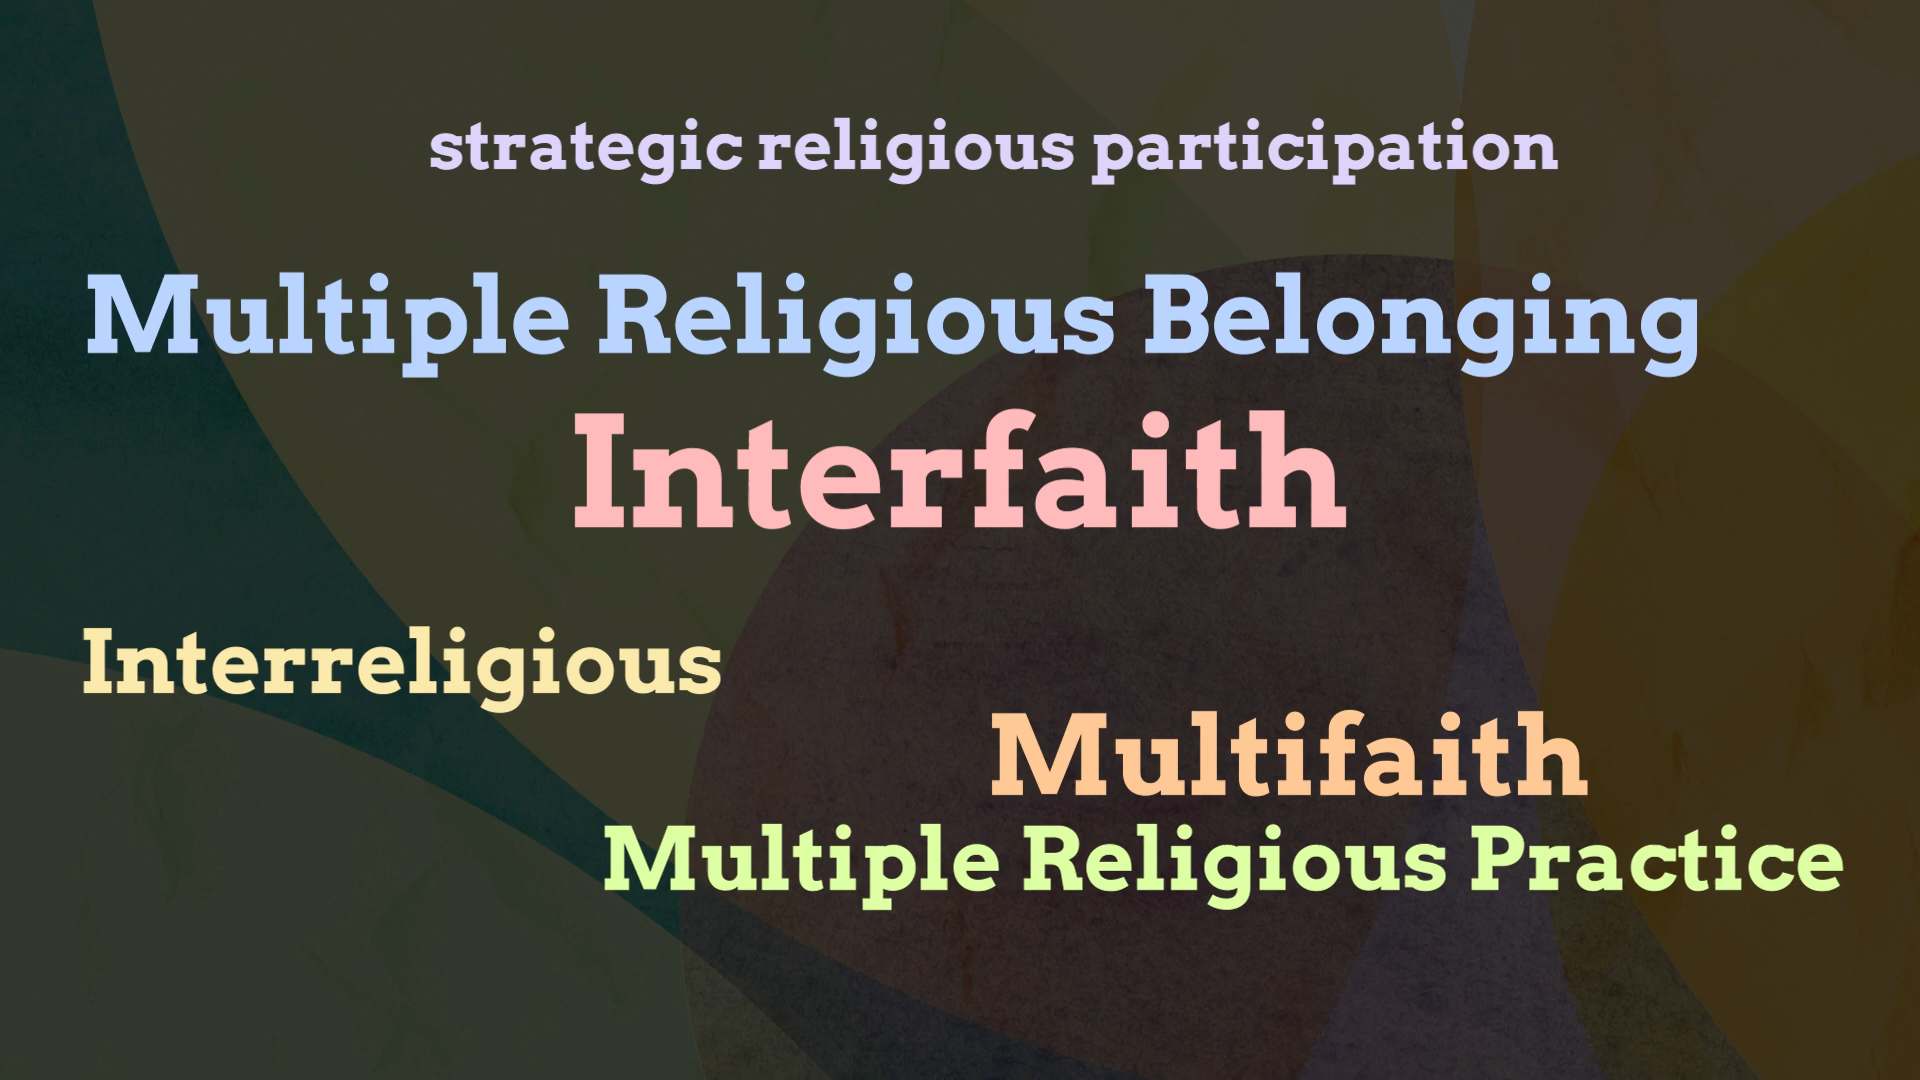 strategic religious participation
Multiple Religious Belonging
Interfaith
Interreligious
Multifaith
Multiple Religious Practice